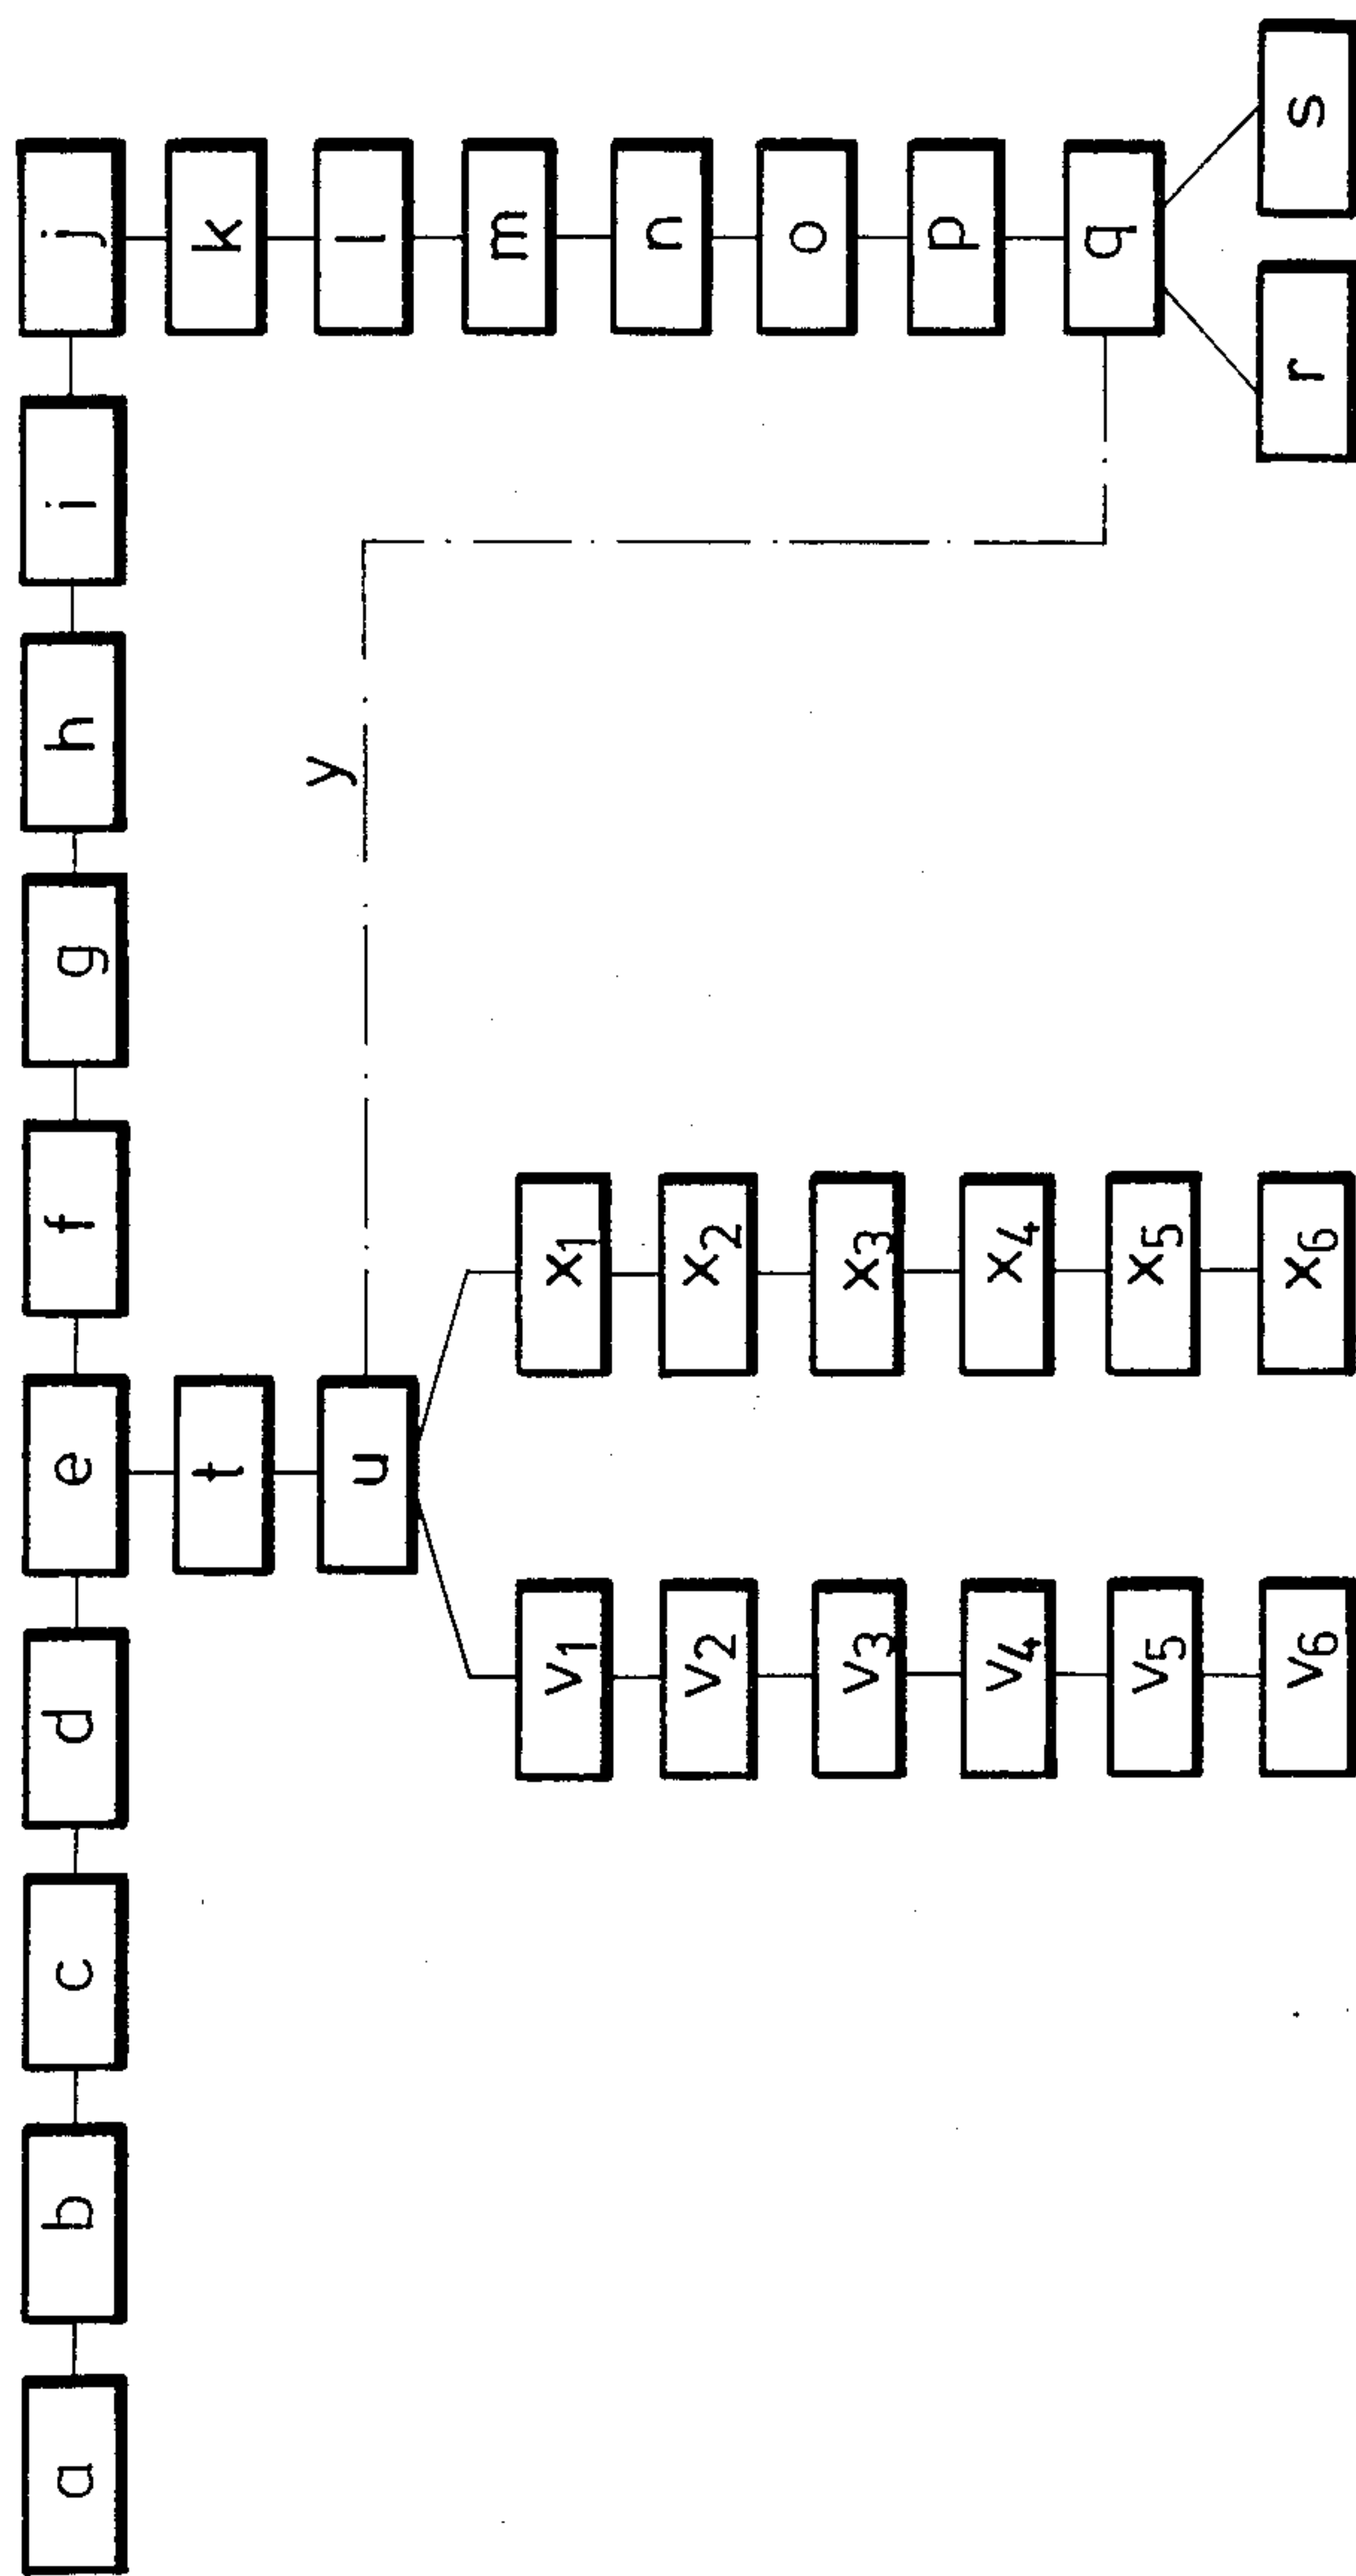 a b c d e f g h i j
t k
u y l
v1 x1 m
v2 x2 n
v3 x3 o
v4 x4 p
v5 x5 q
v6 x6 r s